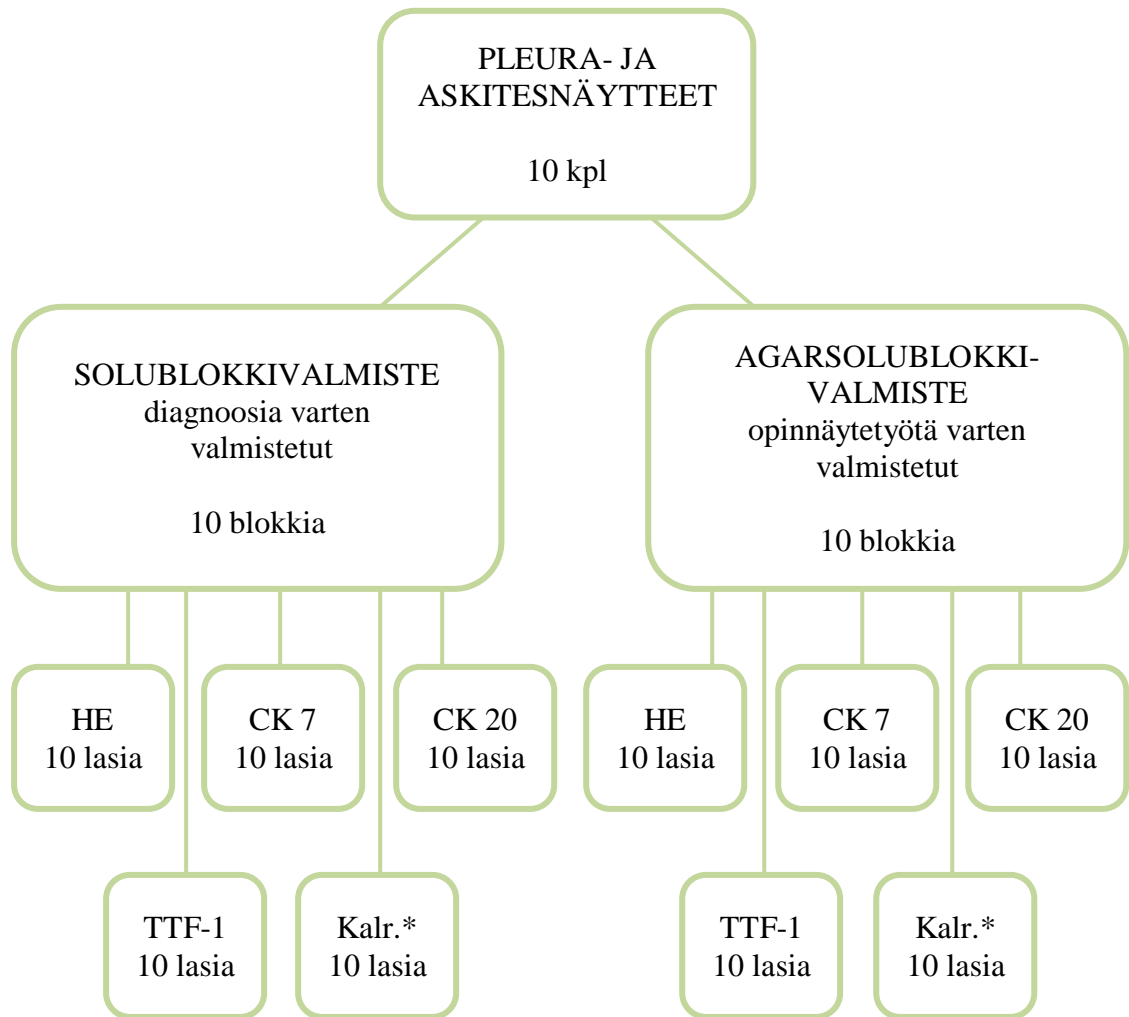 PLEURA- JA
ASKITESNÄYTTEET
10 kpl
SOLUBLOKKIVALMISTE
diagnoosia varten
valmistetut
10 blokkia
AGARSOLUBLOKKI-
VALMISTE
opinnäytetyötä varten
valmistetut
10 blokkia
HE
10 lasia
CK 7
10 lasia
CK 20
10 lasia
HE
10 lasia
CK 7
10 lasia
CK 20
10 lasia
TTF-1
10 lasia
Kalr.*
10 lasia
TTF-1
10 lasia
Kalr.*
10 lasia